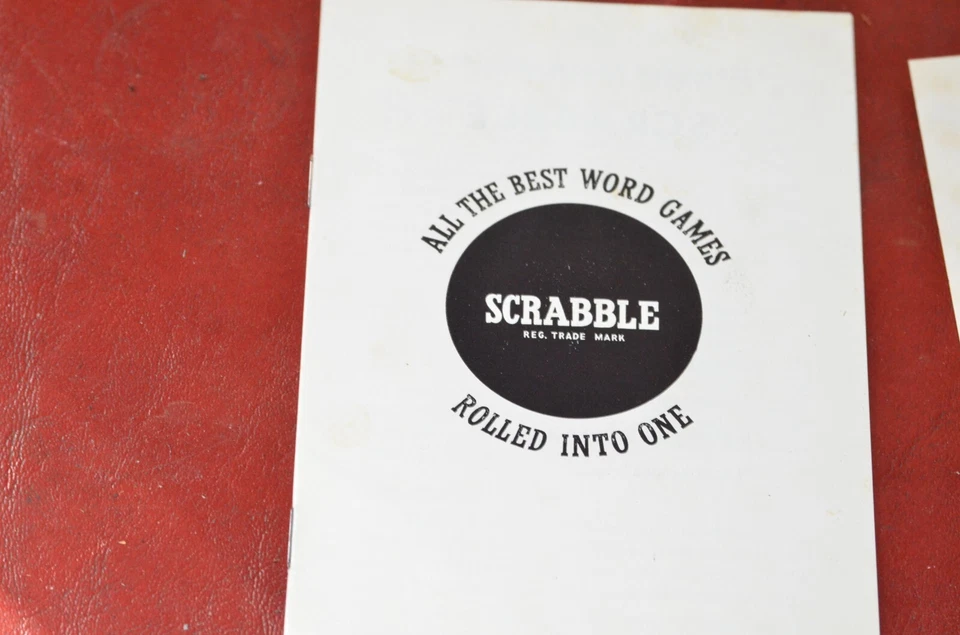 ALL THE BEST WORD GAMES
SCRABBLE
REG. TRADE MARK
ROLLED INTO ONE